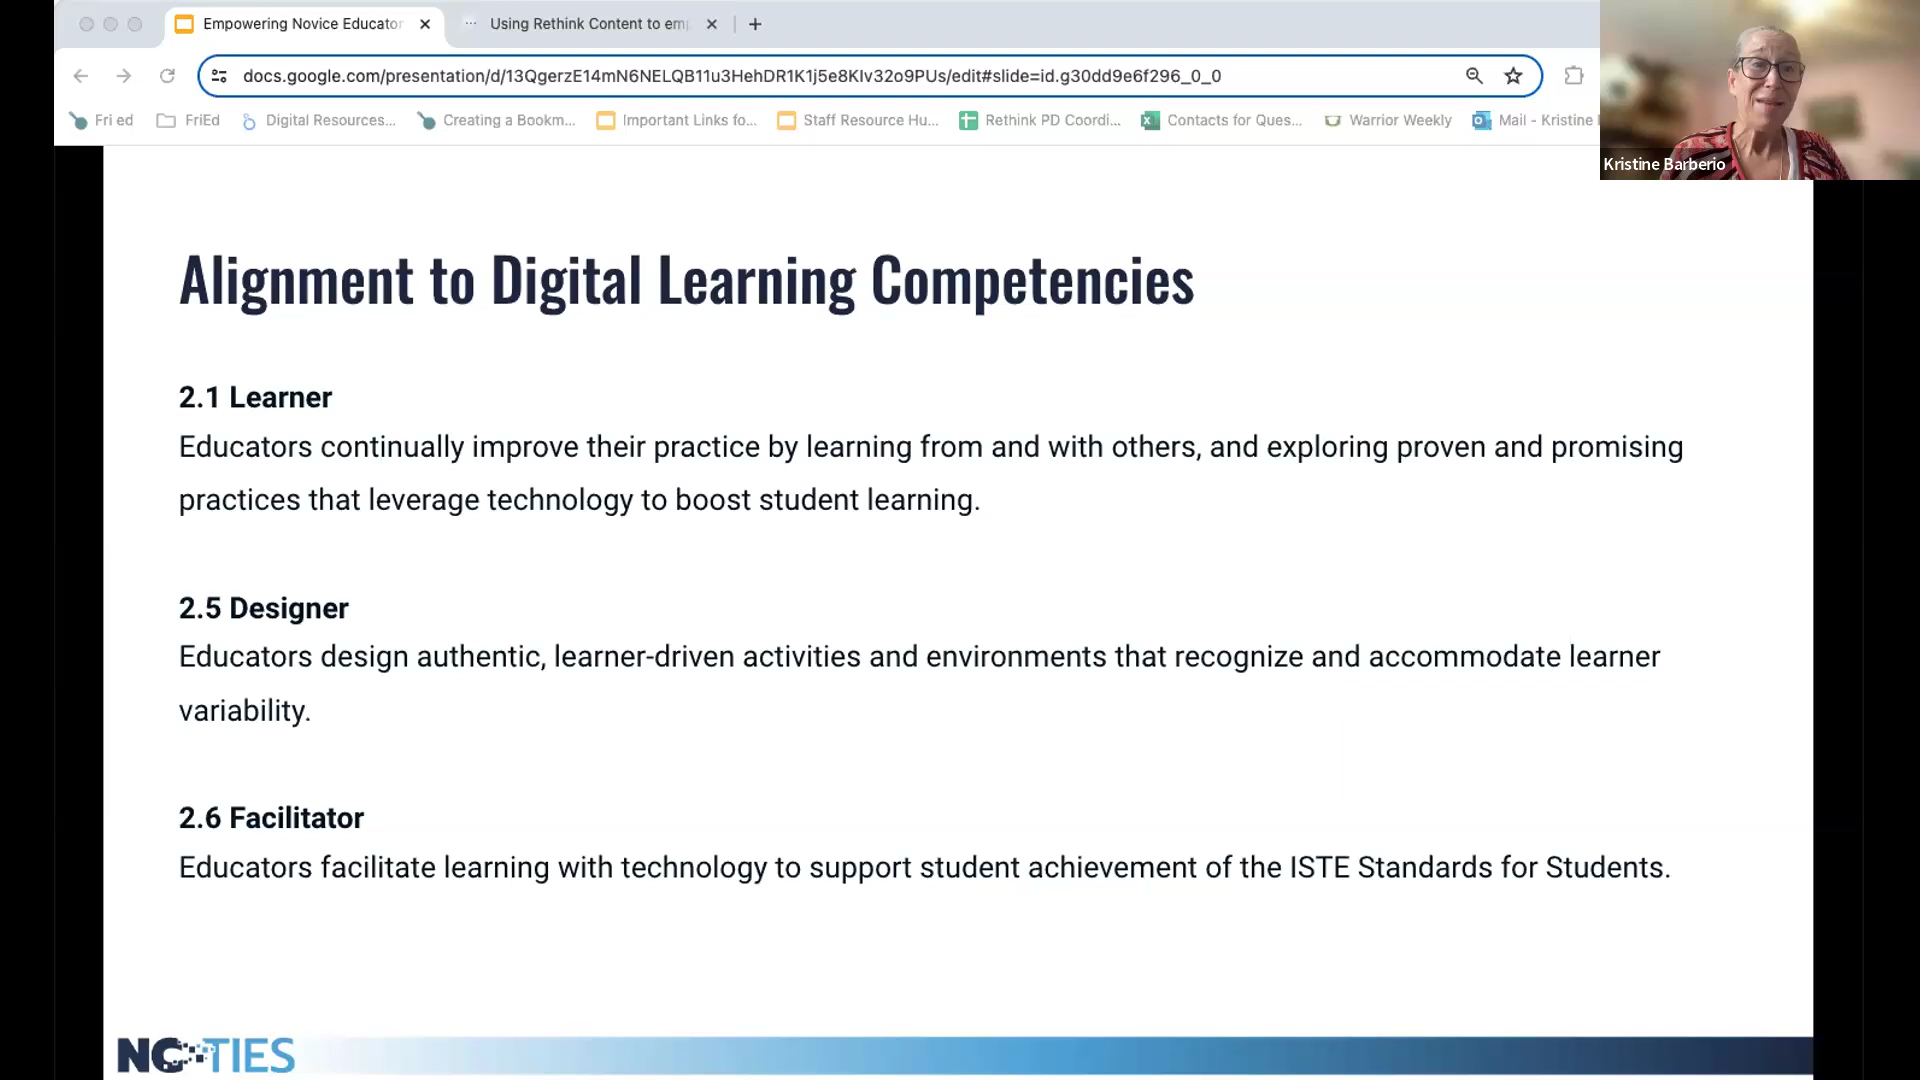 Empowering Novice Educator
Using Rethink Content to em
docs.google.com/presentation/d/13QgerzE14mN6NELQB11u3HehDR1K1j5e8KIv32o9PUs/edit#slide=id.g30dd9e6f296_0_0
Fri ed
FriEd
Digital Resources...
Creating a Bookm...
Important Links fo...
Staff Resource Hu...
Rethink PD Coordi...
Contacts for Ques...
Warrior Weekly
Mail - Kristine
Kristine Barberio
Alignment to Digital Learning Competencies
2.1 Learner
Educators continually improve their practice by learning from and with others, and exploring proven and promising
practices that leverage technology to boost student learning.
2.5 Designer
Educators design authentic, learner-driven activities and environments that recognize and accommodate learner
variability.
2.6 Facilitator
Educators facilitate learning with technology to support student achievement of the ISTE Standards for Students.
NC TIES